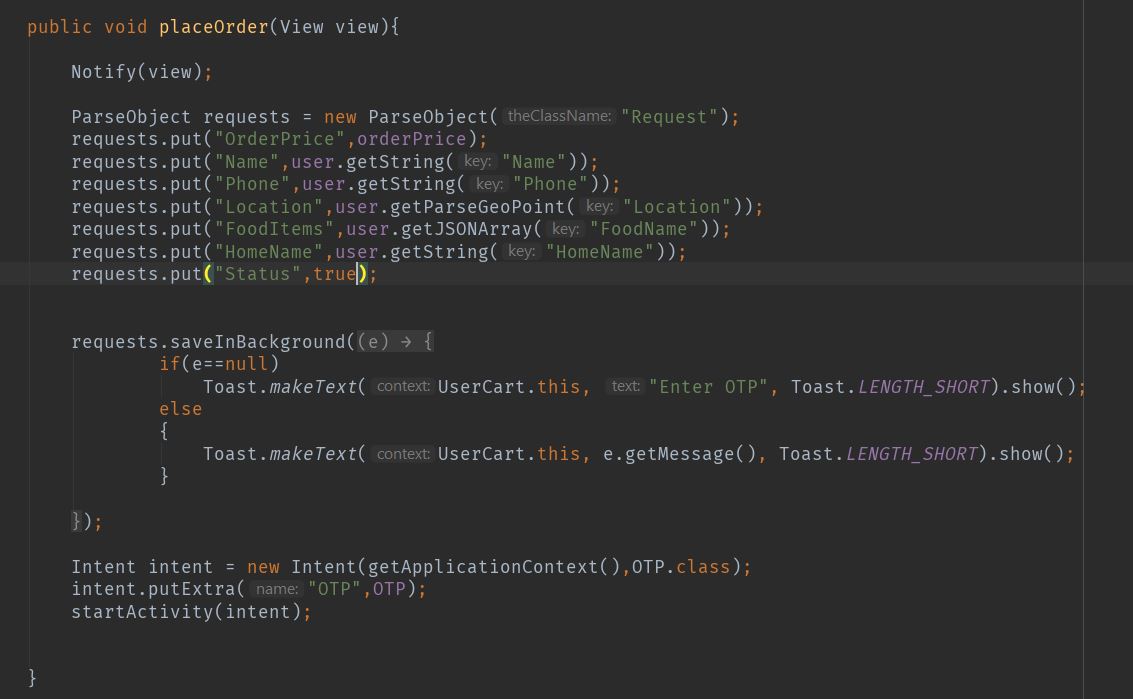 public void placeOrder(View view){
Notify(view);
ParseObject requests = new ParseObject( theClassName: "Request");
requests.put("OrderPrice",orderPrice);
requests.put("Name",user.getString( key: "Name"));
requests.put("Phone",user.getString( key: "Phone"));
requests.put("Location",user.getParseGeoPoint( key: "Location"));
requests.put("FoodItems",user.getJSONArray( key: "FoodName"));
requests.put("HomeName",user.getString( key: "HomeName"));
requests.put("Status",true);
requests.saveInBackground((e) → {
if(e==null)
Toast.makeText( context: UserCart.this, text: "Enter OTP", Toast.LENGTH_SHORT).show();
else
{
Toast.makeText( context: UserCart.this, e.getMessage(), Toast.LENGTH_SHORT).show();
}
});
Intent intent = new Intent(getApplicationContext(),OTP.class);
intent.putExtra( name: "OTP",OTP);
startActivity(intent);
}